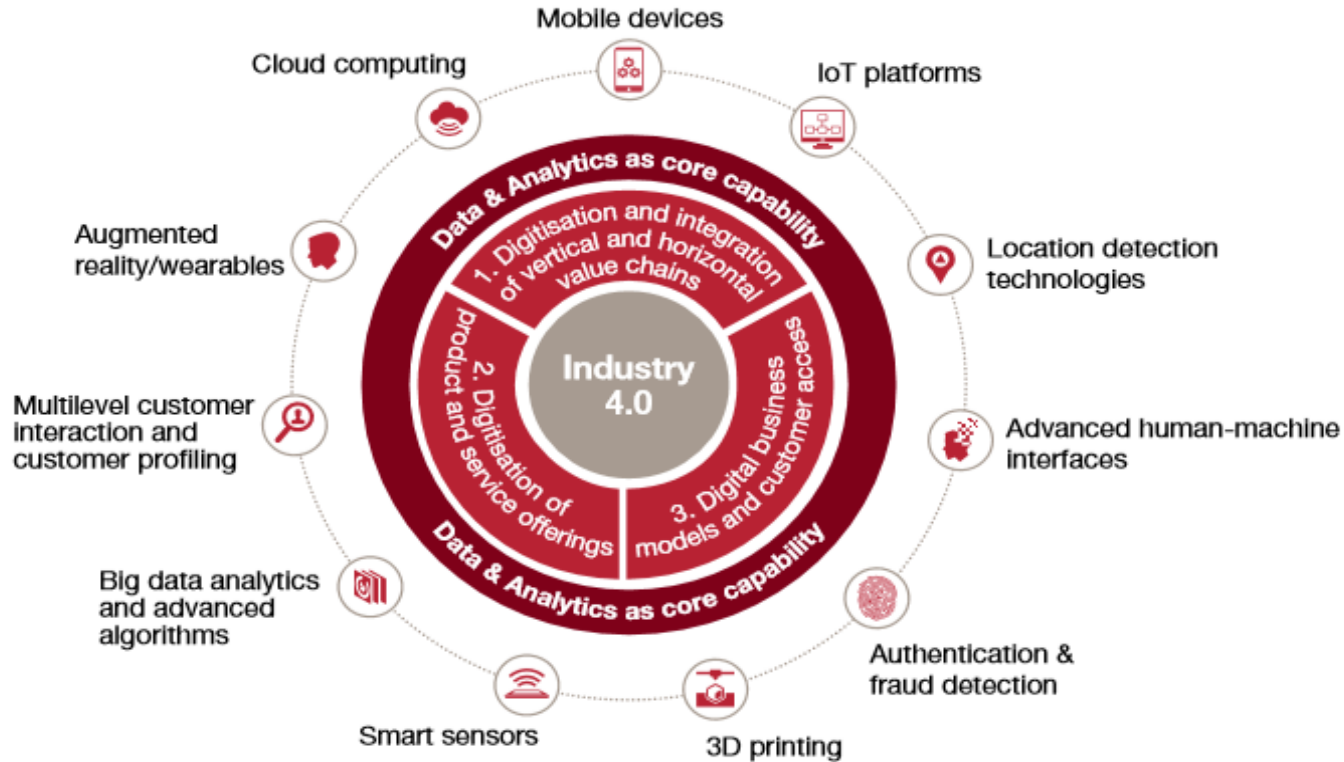 Mobile devices
Cloud computing
IoT platforms
Data & Analytics as core capability
1. Digitisation and integration
of vertical and horizontal
value chains
Augmented
reality/wearables
Location detection
technologies
Industry
4.0
2. Digitisation of
product and service offerings
3. Digital business
models and customer access
Multilevel customer
interaction and
customer profiling
Advanced human-machine
interfaces
Data & Analytics as core capability
Big data analytics
and advanced
algorithms
Authentication &
fraud detection
Smart sensors
3D printing